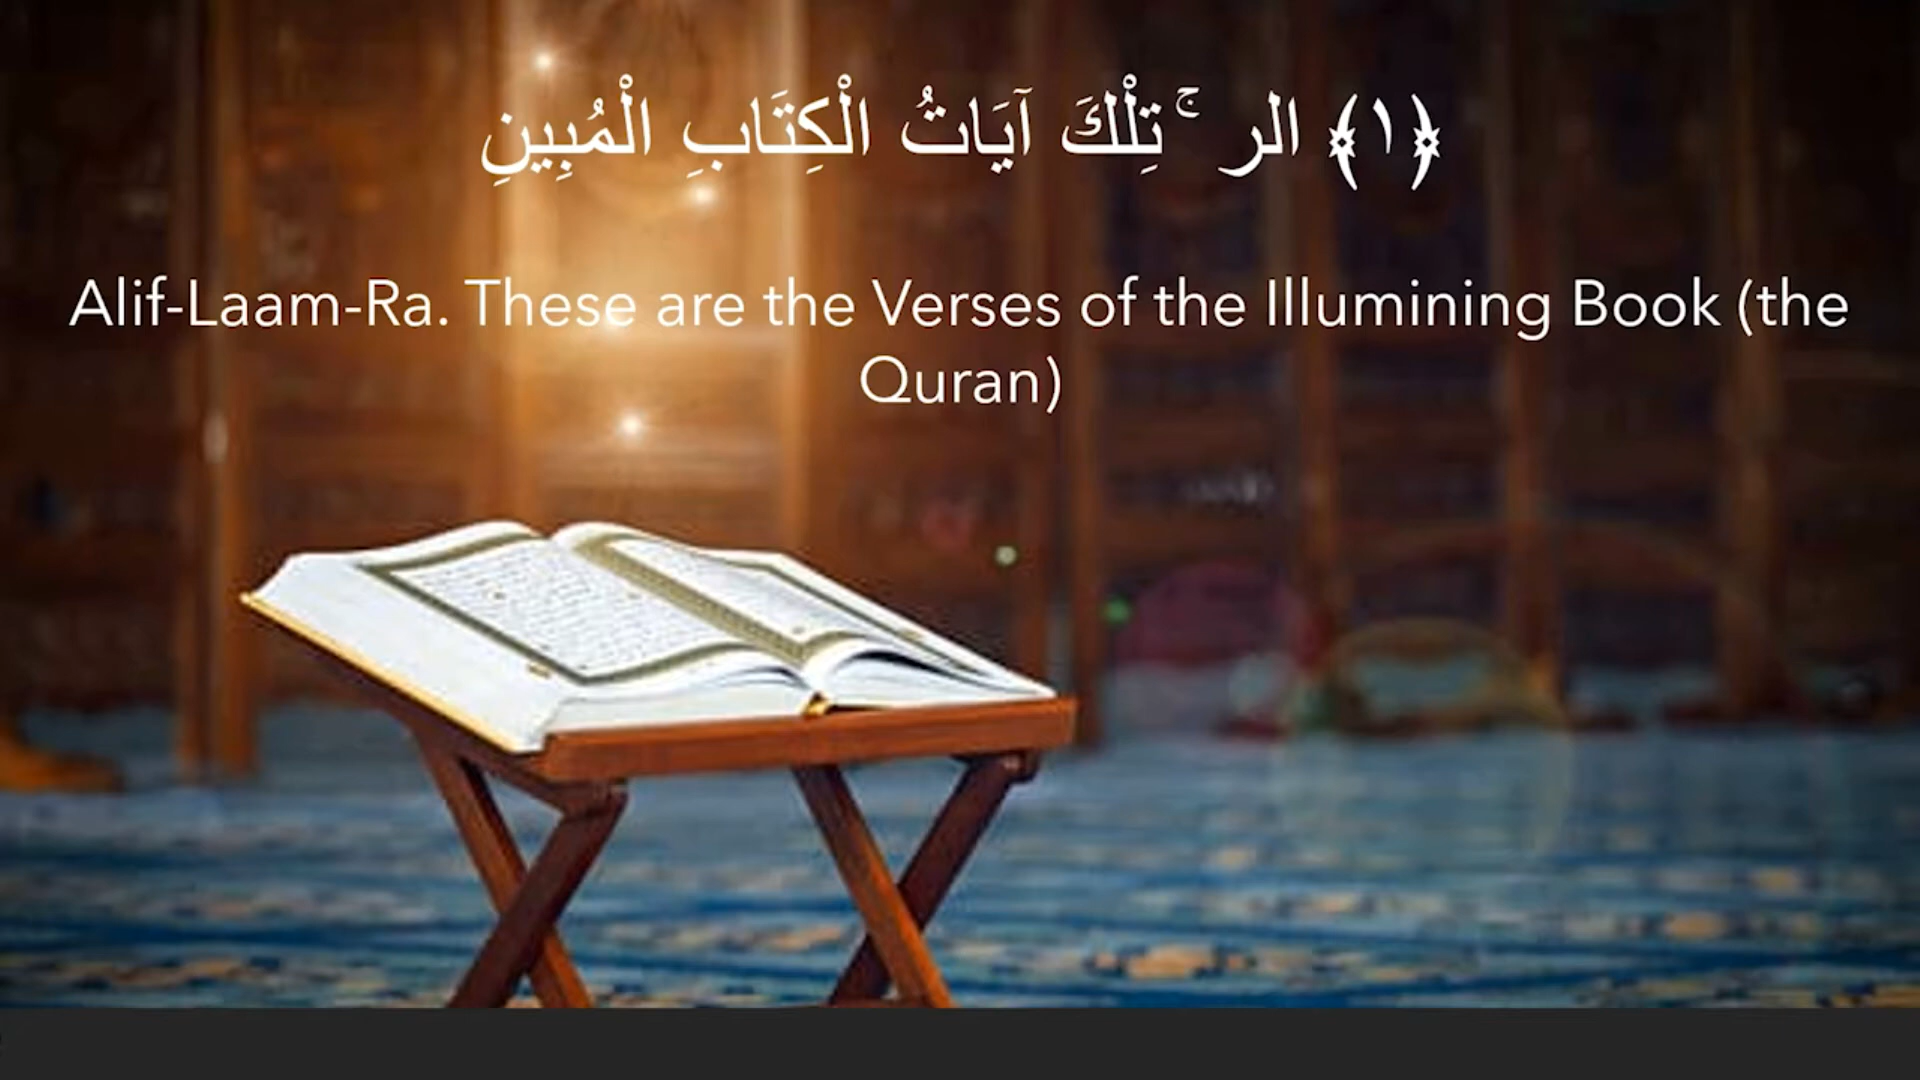 ﴿١﴾ الر ۚ تِلْكَ آيَاتُ الْكِتَابِ الْمُبِينِ
Alif-Laam-Ra. These are the Verses of the Illumining Book (the
Quran)